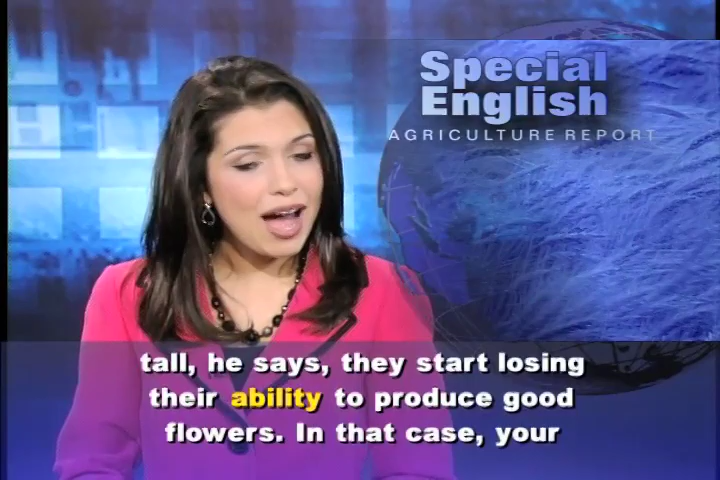 Special
English
AGRICULTURE REPORT
tall, he says, they start losing
their ability to produce good
flowers. In that case, your